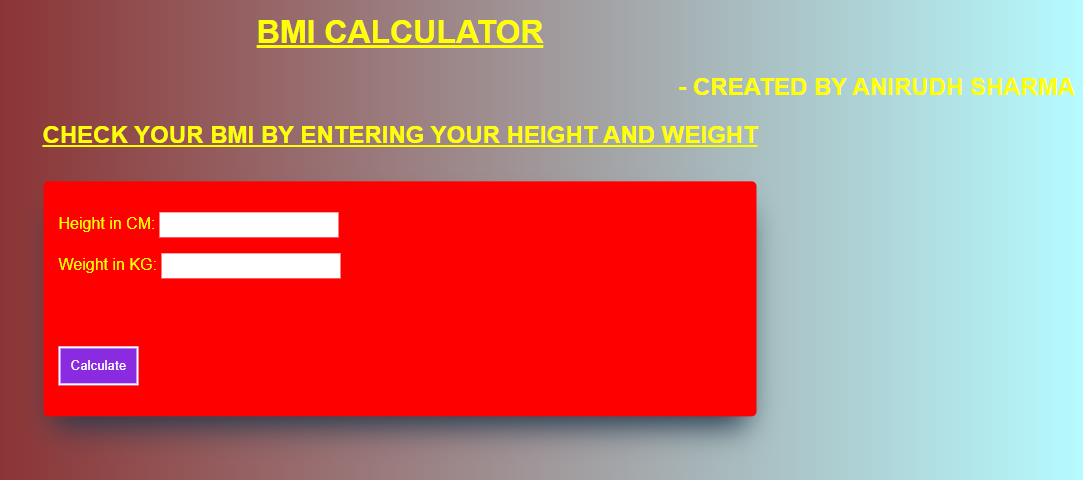 BMI CALCULATOR
- CREATED BY ANIRUDH SHARMA
CHECK YOUR BMI BY ENTERING YOUR HEIGHT AND WEIGHT
Height in CM:
Weight in KG:
Calculate